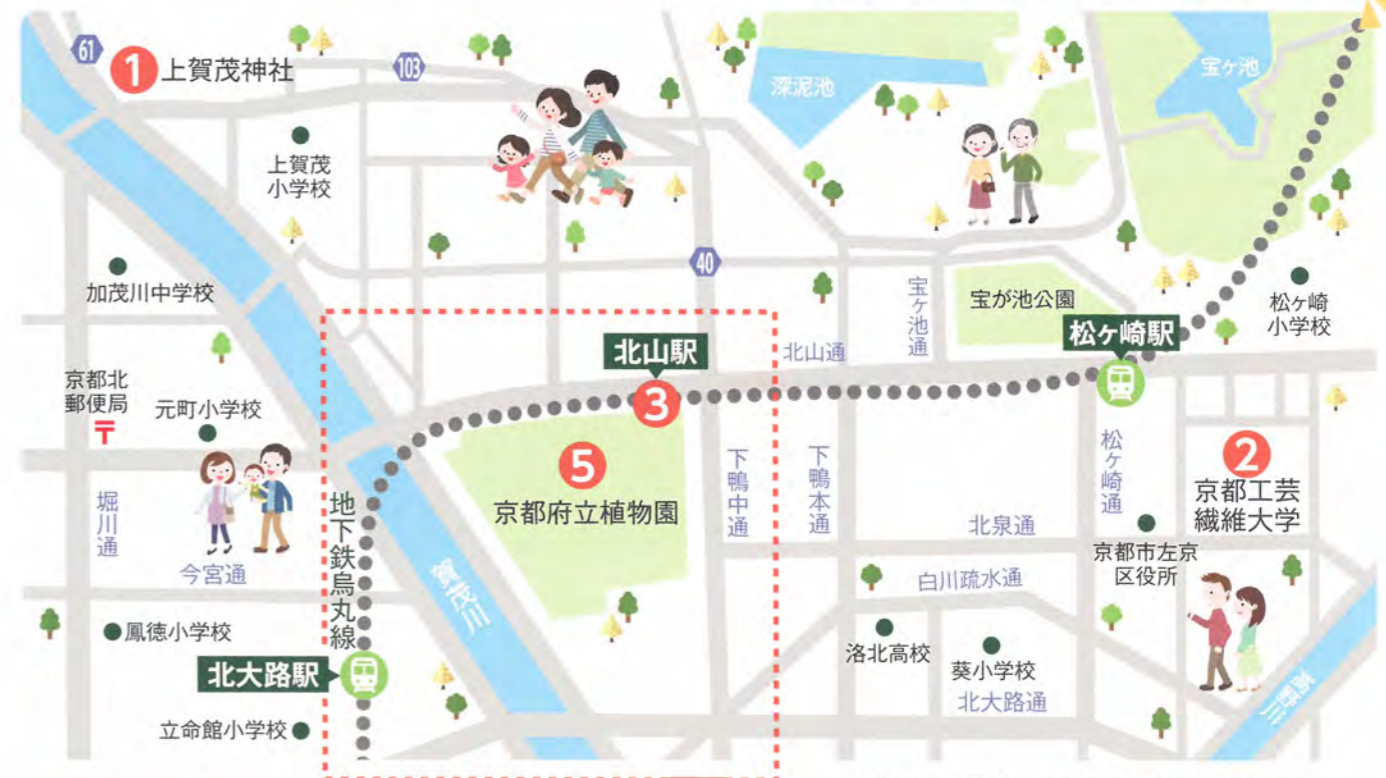 61
1
上賀茂神社
103
深泥池
宝ヶ池
上賀茂
小学校
加茂川中学校
40
宝ヶ池通
宝が池公園
松ヶ崎
小学校
北山駅
北山通
松ヶ崎駅
京都北
郵便局
〒
元町小学校
3
5
京都府立植物園
下鴨中通
下鴨本通
松ヶ崎通
2
京都工芸
繊維大学
堀川通
地下鉄烏丸線
北泉通
京都市左京
区役所
今宮通
賀茂川
白川疏水通
鳳徳小学校
洛北高校
葵小学校
北大路駅
北大路通
高野川
立命館小学校